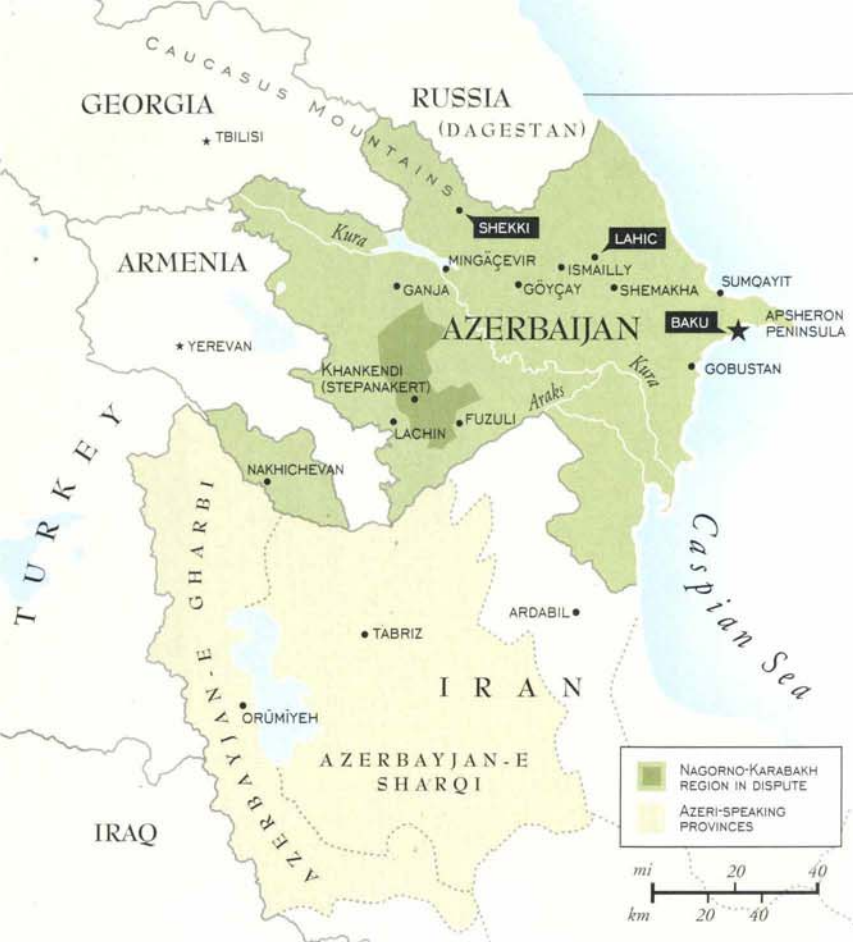 CAUCASUS MOUNTAINS
GEORGIA
TBILISI
RUSSIA
(DAGESTAN)
SHEKKI
LAHIC
Kura
MINGÄÇEVIR
ISMAILLY
ARMENIA
GANJA
GÖYÇAY
SHEMAKHA
SUMQAYIT
AZERBAIJAN
BAKU
APSHERON
PENINSULA
YEREVAN
KHANKENDI
(STEPANAKERT)
Araks
Kura
GOBUSTAN
LACHIN
FUZULI
TURKEY
NAKHICHEVAN
AZERBAYJAN-E GHARBI
Caspian Sea
TABRIZ
ARDABIL
IRAN
ORŪMĪYEH
AZERBAYJAN-E
SHARQI
IRAQ
NAGORNO-KARABAKH
REGION IN DISPUTE
AZERI-SPEAKING
PROVINCES
mi 20 40
km 20 40